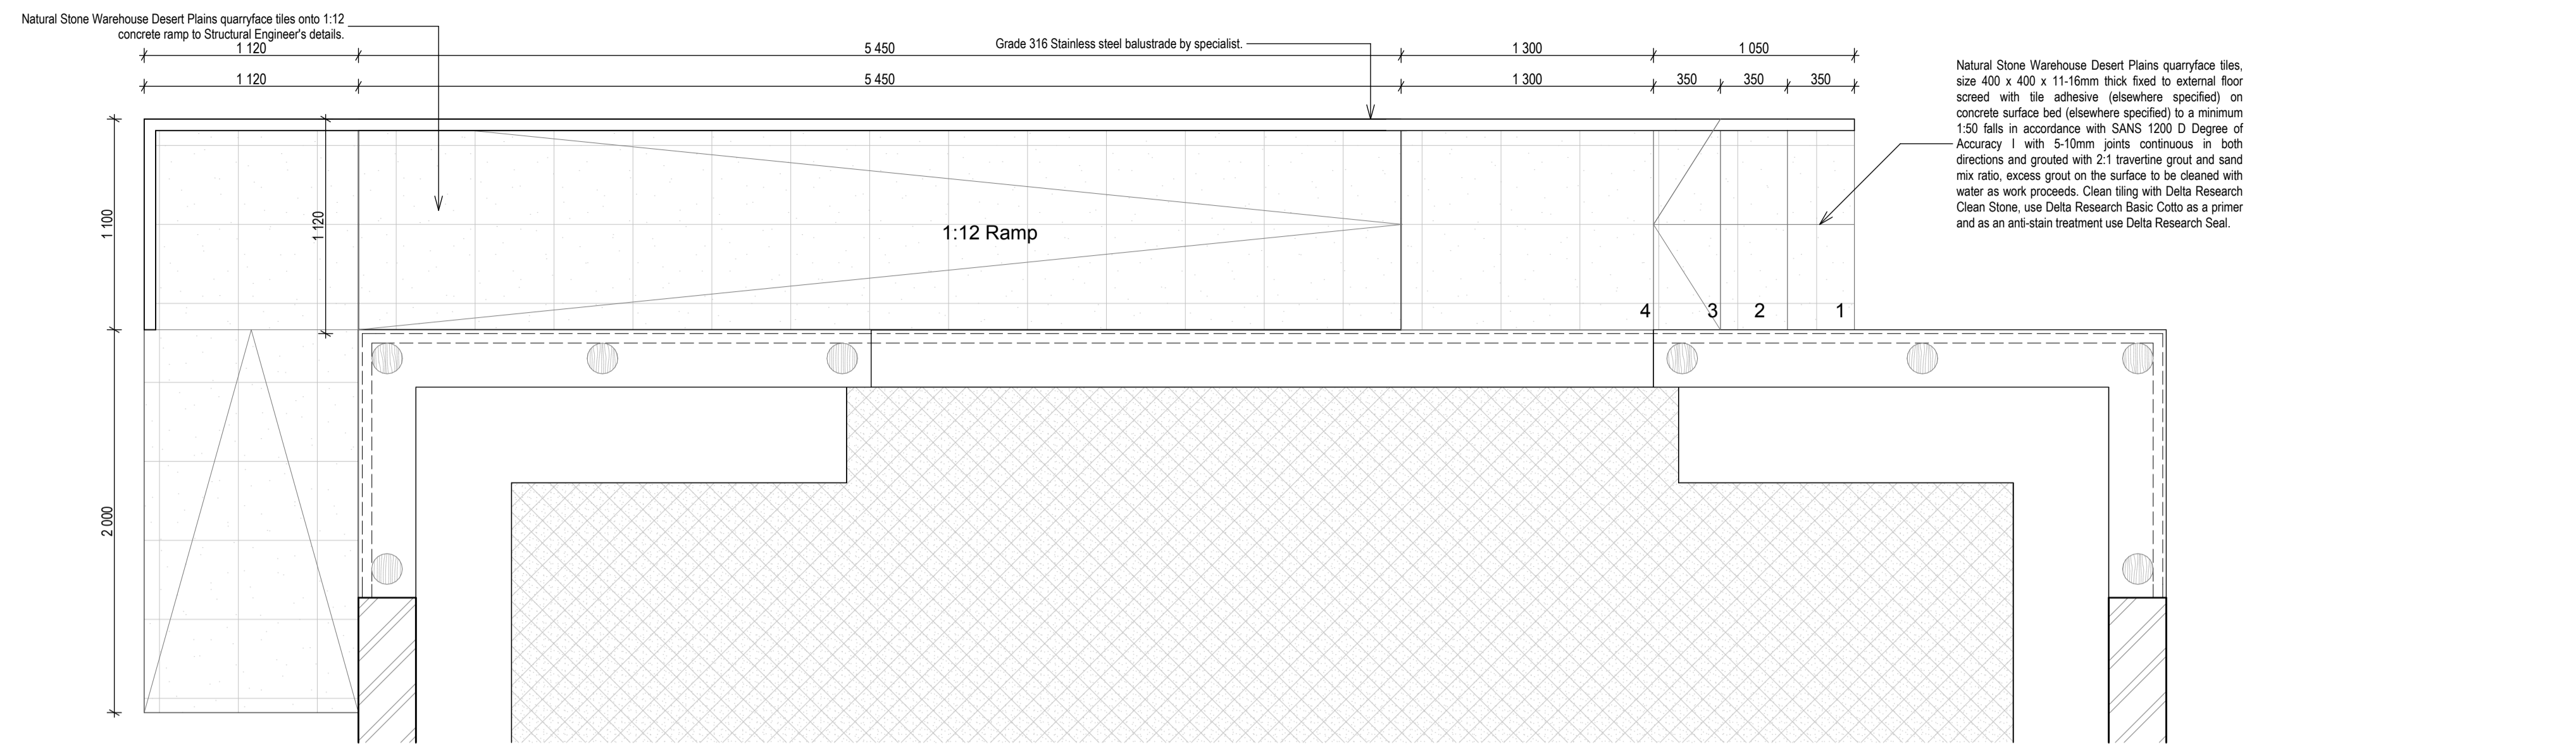 Natural Stone Warehouse Desert Plains quarryface tiles onto 1:12
concrete ramp to Structural Engineer's details.
Grade 316 Stainless steel balustrade by specialist.
1 120
5 450
1 300
1 050
1 120
5 450
1 300
350
350
350
Natural Stone Warehouse Desert Plains quarryface tiles,
size 400 x 400 x 11-16mm thick fixed to external floor
screed with tile adhesive (elsewhere specified) on
concrete surface bed (elsewhere specified) to a minimum
1:50 falls in accordance with SANS 1200 D Degree of
Accuracy I with 5-10mm joints continuous in both
directions and grouted with 2:1 travertine grout and sand
mix ratio, excess grout on the surface to be cleaned with
water as work proceeds. Clean tiling with Delta Research
Clean Stone, use Delta Research Basic Cotto as a primer
and as an anti-stain treatment use Delta Research Seal.
1 100
1 120
1:12 Ramp
4
3
2
1
2 000